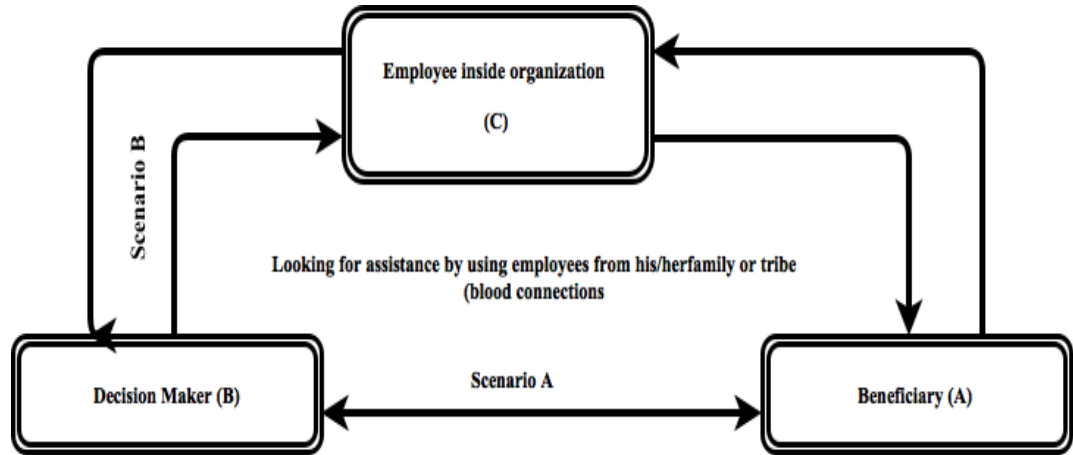 Employee inside organization
(C)
Scenario B
Looking for assistance by using employees from his/herfamily or tribe
(blood connections
Scenario A
Decision Maker (B)
Beneficiary (A)